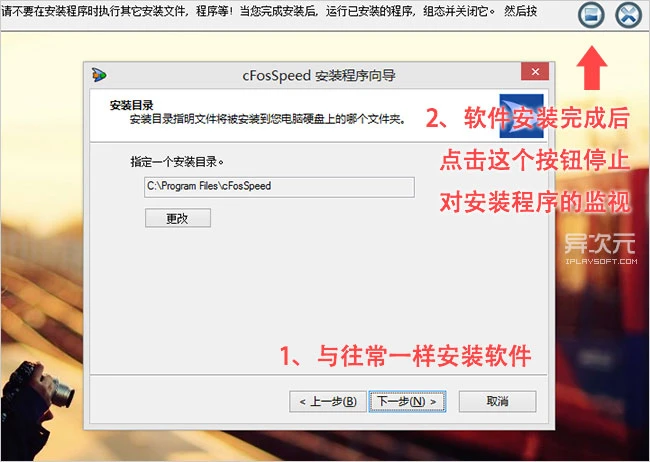 请不要在安装程序时执行其它安装文件，程序等！当您完成安装后，运行已安装的程序，组态并关闭它。 然后按
cFosSpeed 安装程序向导
安装目录
安装目录指明文件将被安装到您电脑硬盘上的哪个文件夹。
2、软件安装完成后
点击这个按钮停止
对安装程序的监视
指定一个安装目录。
C:\Program Files\cFosSpeed
更改
异次元
IPLAYSOFT.COM
1、与往常一样安装软件
< 上一步(B)
下一步(N) >
取消